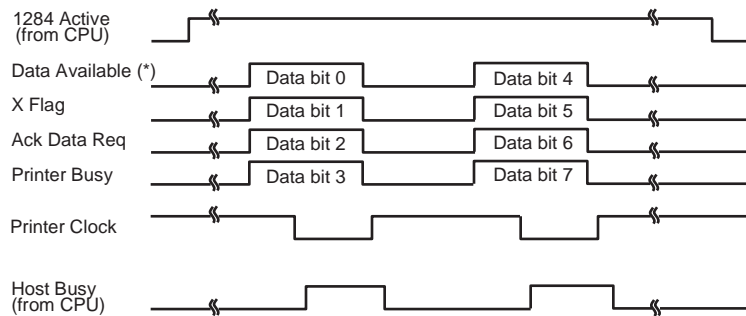 1284 Active
(from CPU)
Data Available (*)
Data bit 0
Data bit 4
X Flag
Data bit 1
Data bit 5
Ack Data Req
Data bit 2
Data bit 6
Printer Busy
Data bit 3
Data bit 7
Printer Clock
Host Busy
(from CPU)